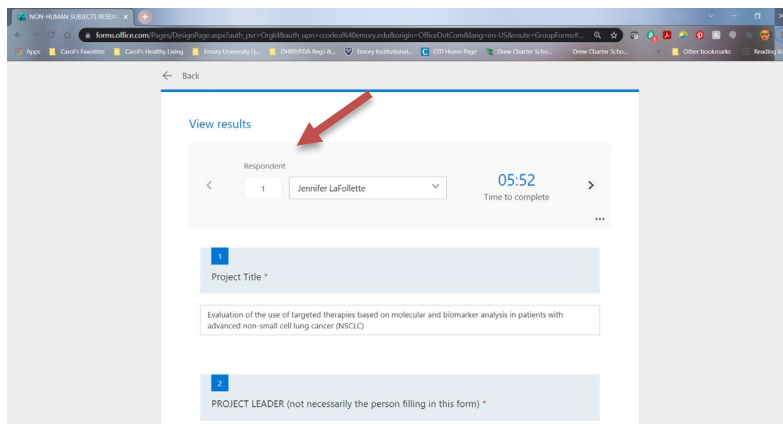 NON-HUMAN SUBJECTS RESEAR
forms.office.com/Pages/DesignPage.aspx?auth_pvr=OrgId&auth_upn=ccorkra%40emory.edu&origin=OfficeDotCom&lang=en-US&route=GroupForms#...
Apps Carol's Favorites Carol's Healthy Living Emory University Li... OHRP/FDA Regs &... Emory Institutional... CITI Home Page Drew Charter Scho... Drew Charter Scho... Other bookmarks Reading lis
Back
View results
Respondent
1 Jennifer LaFollette
05:52
Time to complete
1
Project Title *
Evaluation of the use of targeted therapies based on molecular and biomarker analysis in patients with
advanced non-small cell lung cancer (NSCLC)
2
PROJECT LEADER (not necessarily the person filling in this form) *